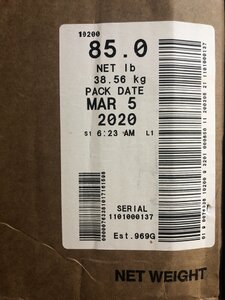 10200
85.0
NET lb
38.56 kg
PACK DATE
MAR 5
2020
S1 6:23 AM L1
SERIAL
1101000137
Est.969G
NET WEIGHT